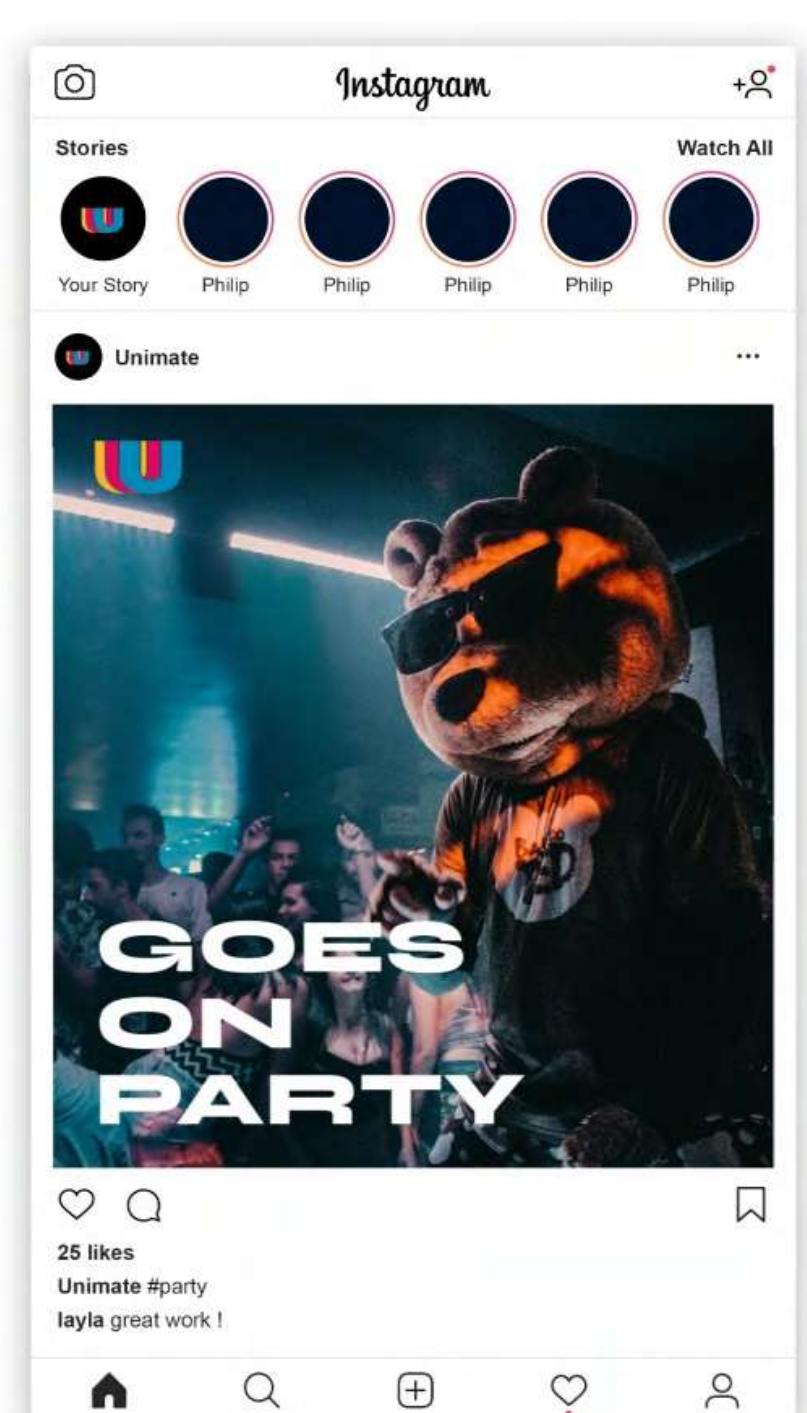 Instagram
Stories
Watch All
Your Story
Philip
Philip
Philip
Philip
Philip
Unimate
GOES
ON
PARTY
25 likes
Unimate #party
layla great work !